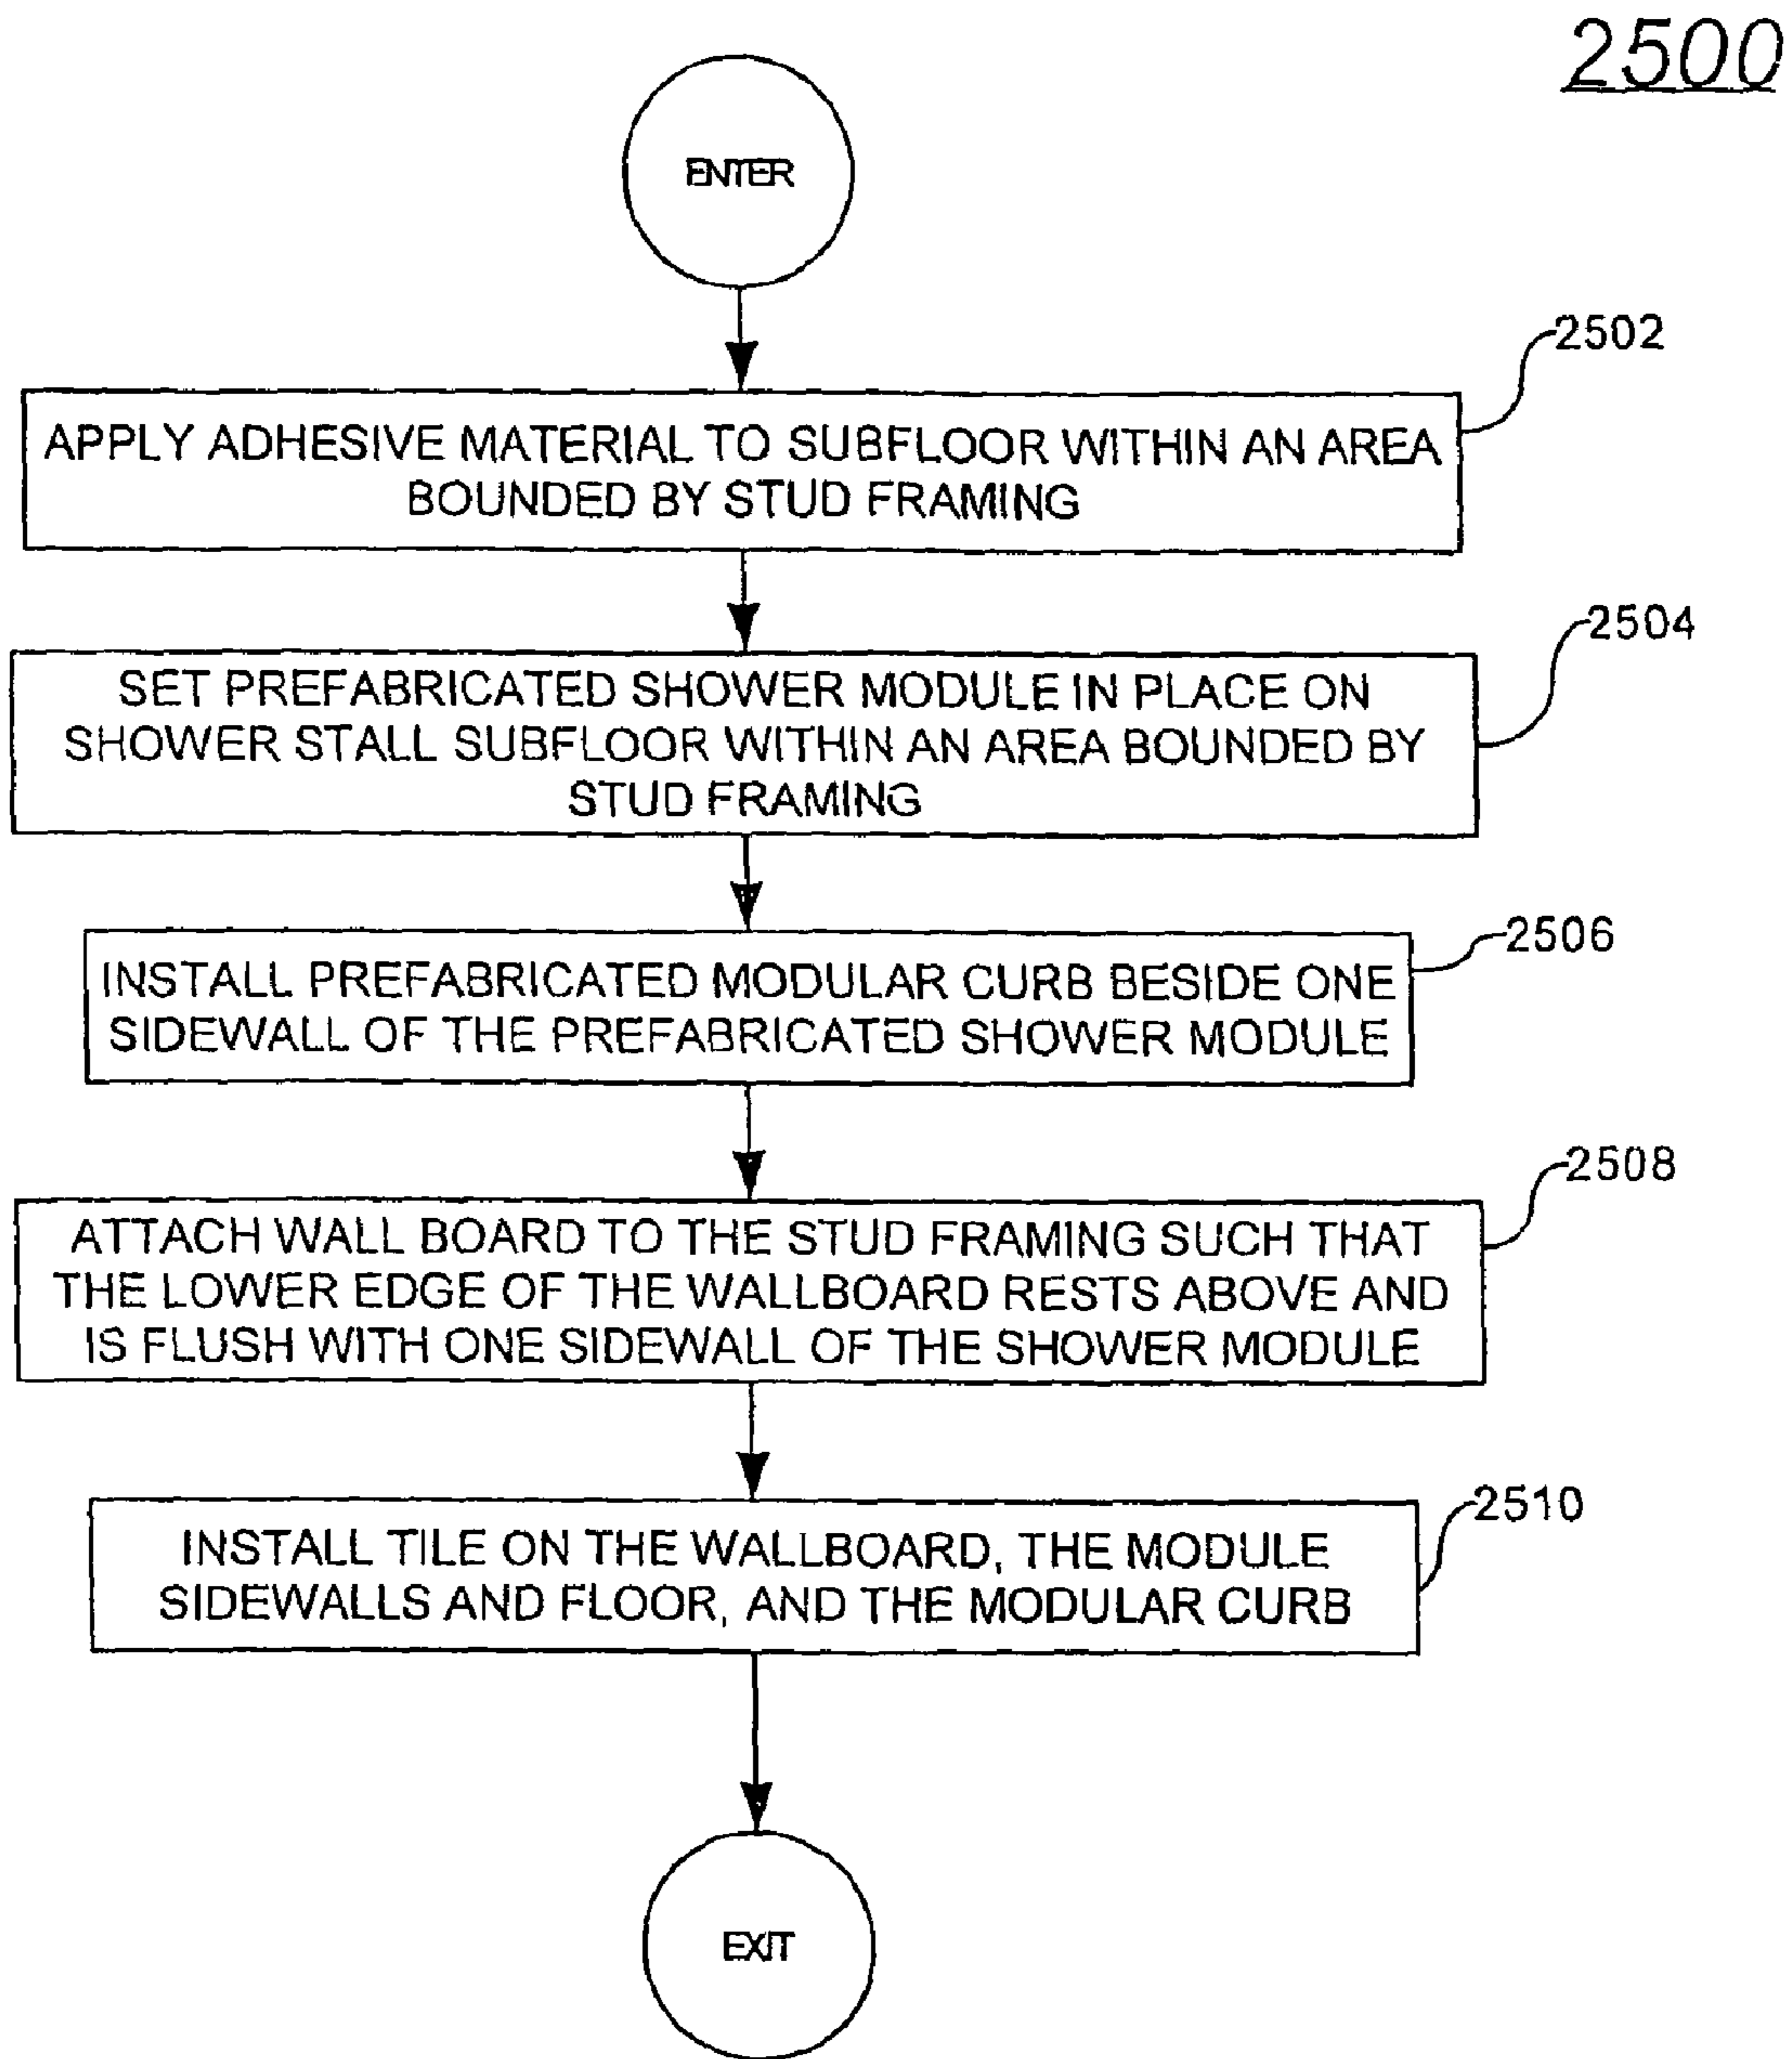 2500
ENTER
2502
APPLY ADHESIVE MATERIAL TO SUBFLOOR WITHIN AN AREA
BOUNDED BY STUD FRAMING
2504
SET PREFABRICATED SHOWER MODULE IN PLACE ON
SHOWER STALL SUBFLOOR WITHIN AN AREA BOUNDED BY
STUD FRAMING
2506
INSTALL PREFABRICATED MODULAR CURB BESIDE ONE
SIDEWALL OF THE PREFABRICATED SHOWER MODULE
2508
ATTACH WALL BOARD TO THE STUD FRAMING SUCH THAT
THE LOWER EDGE OF THE WALLBOARD RESTS ABOVE AND
IS FLUSH WITH ONE SIDEWALL OF THE SHOWER MODULE
2510
INSTALL TILE ON THE WALLBOARD, THE MODULE
SIDEWALLS AND FLOOR, AND THE MODULAR CURB
EXIT